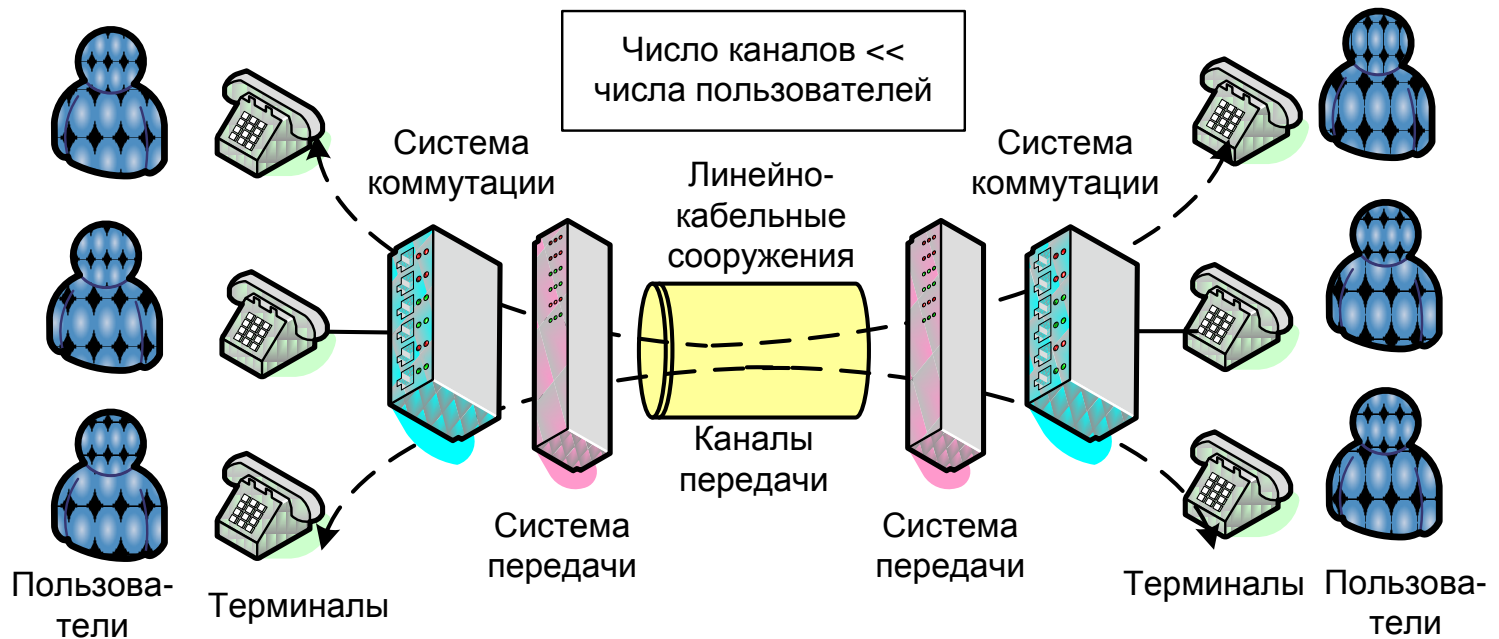 Число каналов <<
числа пользователей
Система
коммутации
Линейно-
кабельные
сооружения
Система
коммутации
Каналы
передачи
Система
передачи
Система
передачи
Пользова-
тели
Терминалы
Терминалы
Пользова-
тели